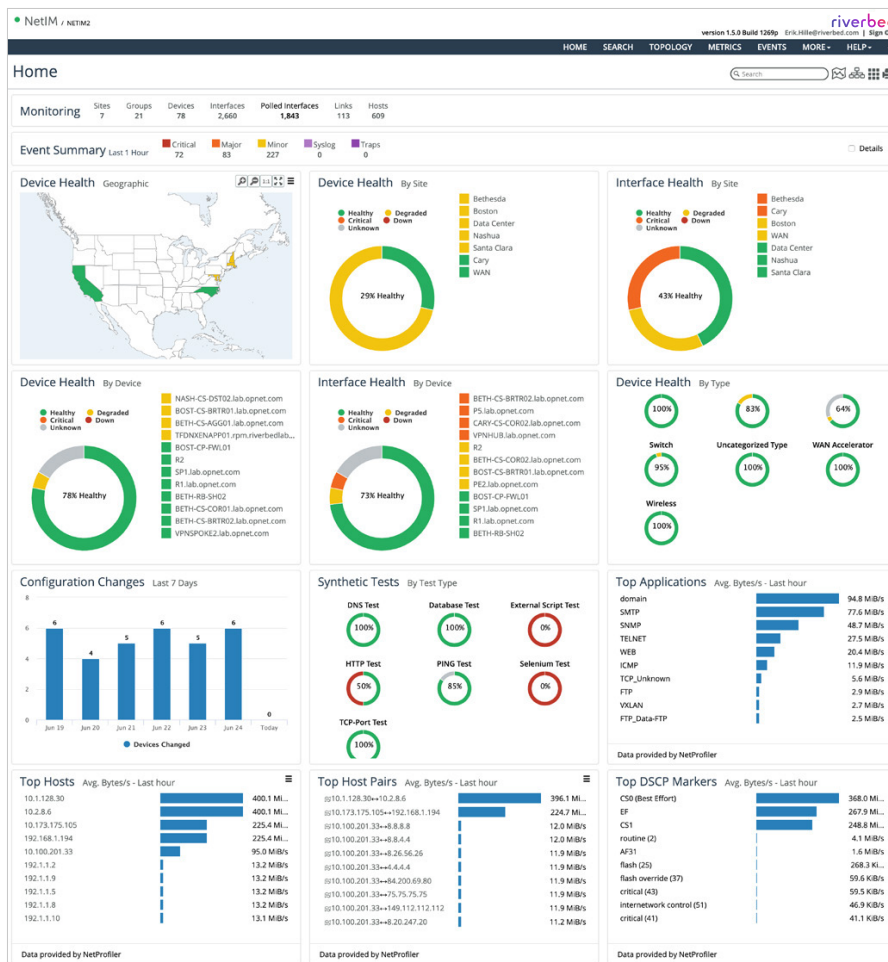 NetIM / NETIM2
riverbed
version 1.5.0 Build 1269p Erik.Hille@riverbed.com | Sign
HOME SEARCH TOPOLOGY METRICS EVENTS MORE HELP
Home
Search
Monitoring
Sites Groups Devices Interfaces Polled Interfaces Links Hosts
7 21 78 2,660 1,843 113 609
Event Summary Last 1 Hour
Critical Major Minor Syslog Traps
72 83 227 0 0
Details
Device Health Geographic
1:1
Device Health By Site
Healthy Degraded
Critical Down
Unknown
29% Healthy
Bethesda
Boston
Data Center
Nashua
Santa Clara
Cary
WAN
Interface Health By Site
Healthy Degraded
Critical Down
Unknown
43% Healthy
Bethesda
Cary
Boston
WAN
Data Center
Nashua
Santa Clara
Device Health By Device
Healthy Degraded
Critical Down
Unknown
78% Healthy
NASH-CS-DST02.lab.opnet.com
BOST-CS-BRTR01.lab.opnet.com
BETH-CS-AGG01.lab.opnet.com
TFDNXENAPP01.rpm.riverbedlab...
BOST-CP-FWL01
R2
SP1.lab.opnet.com
R1.lab.opnet.com
BETH-RB-SH02
BETH-CS-COR01.lab.opnet.com
BETH-CS-BRTR02.lab.opnet.com
VPNSPOKE2.lab.opnet.com
Interface Health By Device
Healthy Degraded
Critical Down
Unknown
73% Healthy
BETH-CS-BRTR02.lab.opnet.com
P5.lab.opnet.com
CARY-CS-COR02.lab.opnet.com
VPNHUB.lab.opnet.com
R2
BETH-CS-COR02.lab.opnet.com
BOST-CS-BRTR01.lab.opnet.com
PE2.lab.opnet.com
BOST-CP-FWL01
SP1.lab.opnet.com
R1.lab.opnet.com
BETH-RB-SH02
Device Health By Type
100% 83% 64%
Switch Uncategorized Type WAN Accelerator
95% 100% 100%
Wireless
100%
Configuration Changes Last 7 Days
8
6
4
2
0
6 4 5 6 5 6 0
Jun 19 Jun 20 Jun 21 Jun 22 Jun 23 Jun 24 Today
Devices Changed
Synthetic Tests By Test Type
DNS Test Database Test External Script Test
100% 100% 0%
HTTP Test PING Test Selenium Test
50% 85% 0%
TCP-Port Test
100%
Top Applications Avg. Bytes/s - Last hour
domain 94.8 MiB/s
SMTP 77.6 MiB/s
SNMP 48.7 MiB/s
TELNET 27.5 MiB/s
WEB 20.4 MiB/s
ICMP 11.9 MiB/s
TCP_Unknown 5.6 MiB/s
FTP 2.9 MiB/s
VXLAN 2.7 MiB/s
FTP_Data-FTP 2.5 MiB/s
Data provided by NetProfiler
Top Hosts Avg. Bytes/s - Last hour
10.1.128.30 400.1 Mi...
10.2.8.6 400.1 Mi...
10.173.175.105 225.4 Mi...
192.168.1.194 225.4 Mi...
10.100.201.33 95.0 MiB/s
192.1.1.2 13.2 MiB/s
192.1.1.9 13.2 MiB/s
192.1.1.5 13.2 MiB/s
192.1.1.8 13.2 MiB/s
192.1.1.10 13.1 MiB/s
Data provided by NetProfiler
Top Host Pairs Avg. Bytes/s - Last hour
10.1.128.30↔10.2.8.6 396.1 Mi...
10.173.175.105↔192.168.1.194 224.7 Mi...
10.100.201.33↔8.8.8.8 12.0 MiB/s
10.100.201.33↔8.8.4.4 12.0 MiB/s
10.100.201.33↔8.26.56.26 11.9 MiB/s
10.100.201.33↔4.4.4.4 11.9 MiB/s
10.100.201.33↔84.200.69.80 11.9 MiB/s
10.100.201.33↔75.75.75.75 11.9 MiB/s
10.100.201.33↔149.112.112.112 11.9 MiB/s
10.100.201.33↔8.20.247.20 11.2 MiB/s
Data provided by NetProfiler
Top DSCP Markers Avg. Bytes/s - Last hour
CS0 (Best Effort) 368.0 Mi...
EF 267.9 Mi...
CS1 248.8 Mi...
routine (2) 4.1 MiB/s
AF31 1.6 MiB/s
flash (25) 268.3 Ki...
flash override (37) 59.6 KiB/s
critical (43) 59.5 KiB/s
internetwork control (51) 46.9 KiB/s
critical (41) 41.1 KiB/s
Data provided by NetProfiler